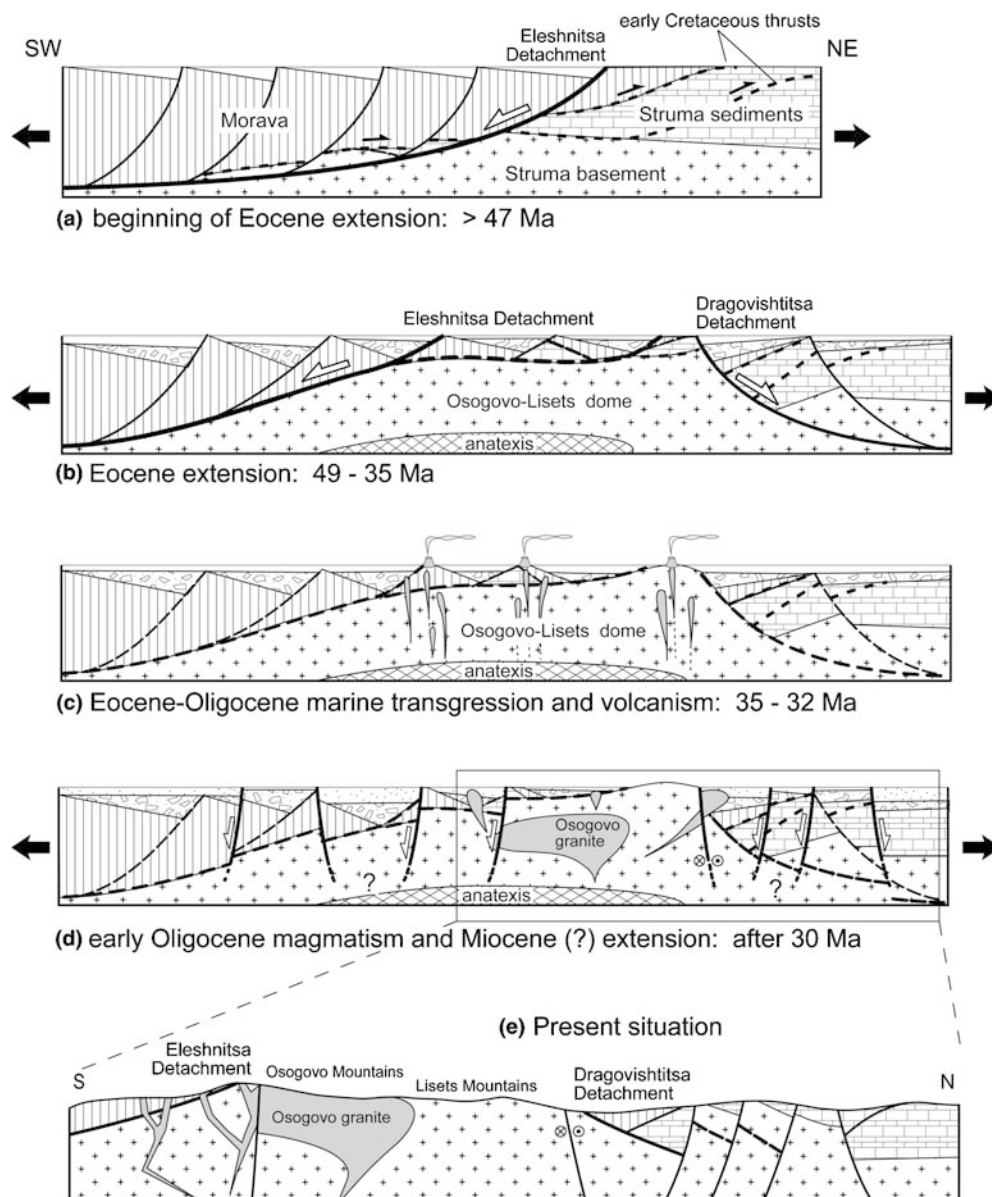 SW
Eleshnitsa
Detachment
early Cretaceous thrusts
NE
Morava
Struma sediments
Struma basement
(a) beginning of Eocene extension: > 47 Ma
Eleshnitsa Detachment
Dragovishtitsa
Detachment
Osogovo-Lisets dome
anatexis
(b) Eocene extension: 49 - 35 Ma
Osogovo-Lisets dome
anatexis
(c) Eocene-Oligocene marine transgression and volcanism: 35 - 32 Ma
Osogovo
granite
?
?
anatexis
(d) early Oligocene magmatism and Miocene (?) extension: after 30 Ma
(e) Present situation
S
Eleshnitsa
Detachment
Osogovo Mountains
Lisets Mountains
Dragovishtitsa
Detachment
N
Osogovo granite